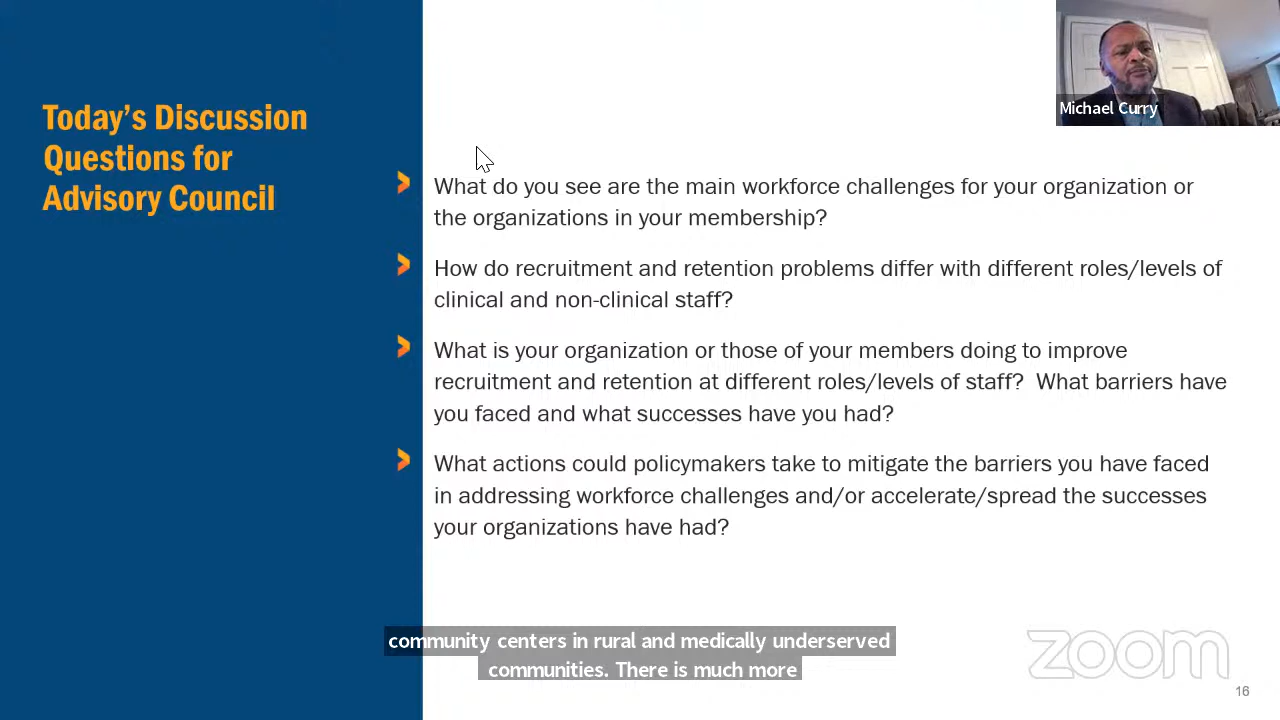 Today's Discussion
Questions for
Advisory Council
What do you see are the main workforce challenges for your organization or
the organizations in your membership?
How do recruitment and retention problems differ with different roles/levels of
clinical and non-clinical staff?
What is your organization or those of your members doing to improve
recruitment and retention at different roles/levels of staff?  What barriers have
you faced and what successes have you had?
What actions could policymakers take to mitigate the barriers you have faced
in addressing workforce challenges and/or accelerate/spread the successes
your organizations have had?
Michael Curry
community centers in rural and medically underserved
communities. There is much more
zoom
16